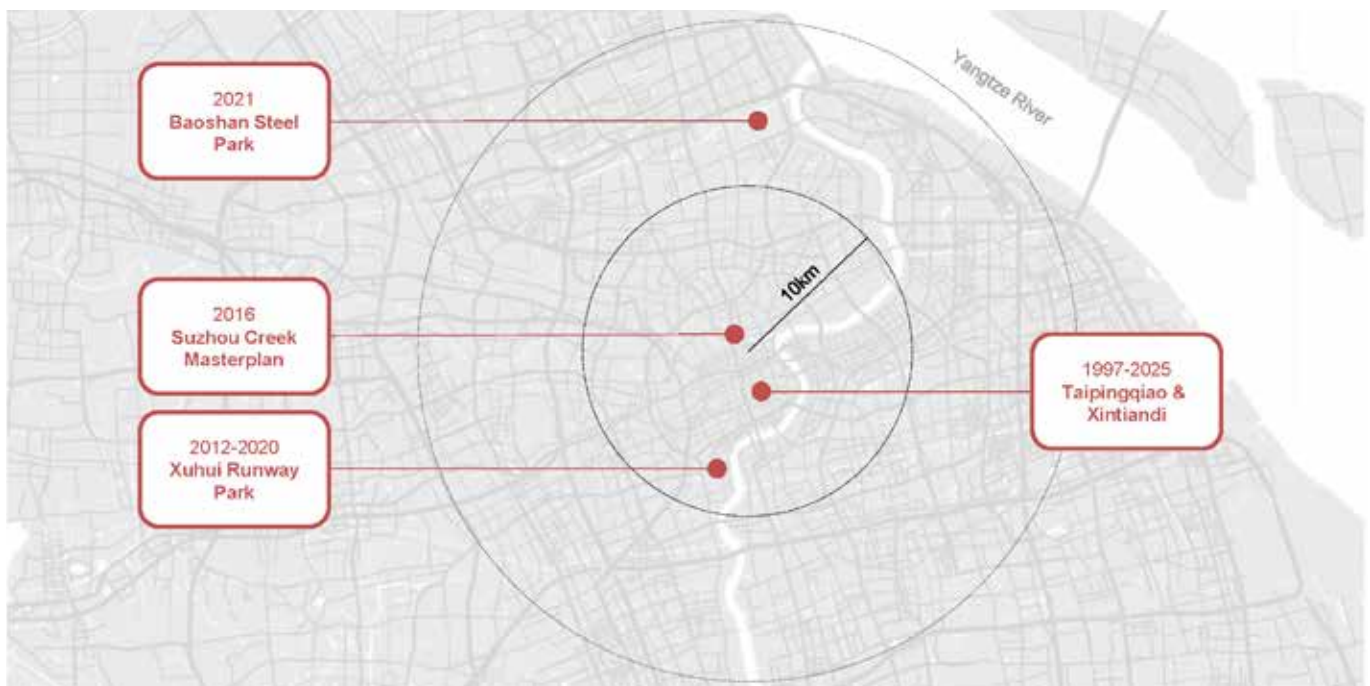 2021
Baoshan Steel
Park
Yangtze River
10km
2016
Suzhou Creek
Masterplan
1997-2025
Taipingqiao &
Xintiandi
2012-2020
Xuhui Runway
Park